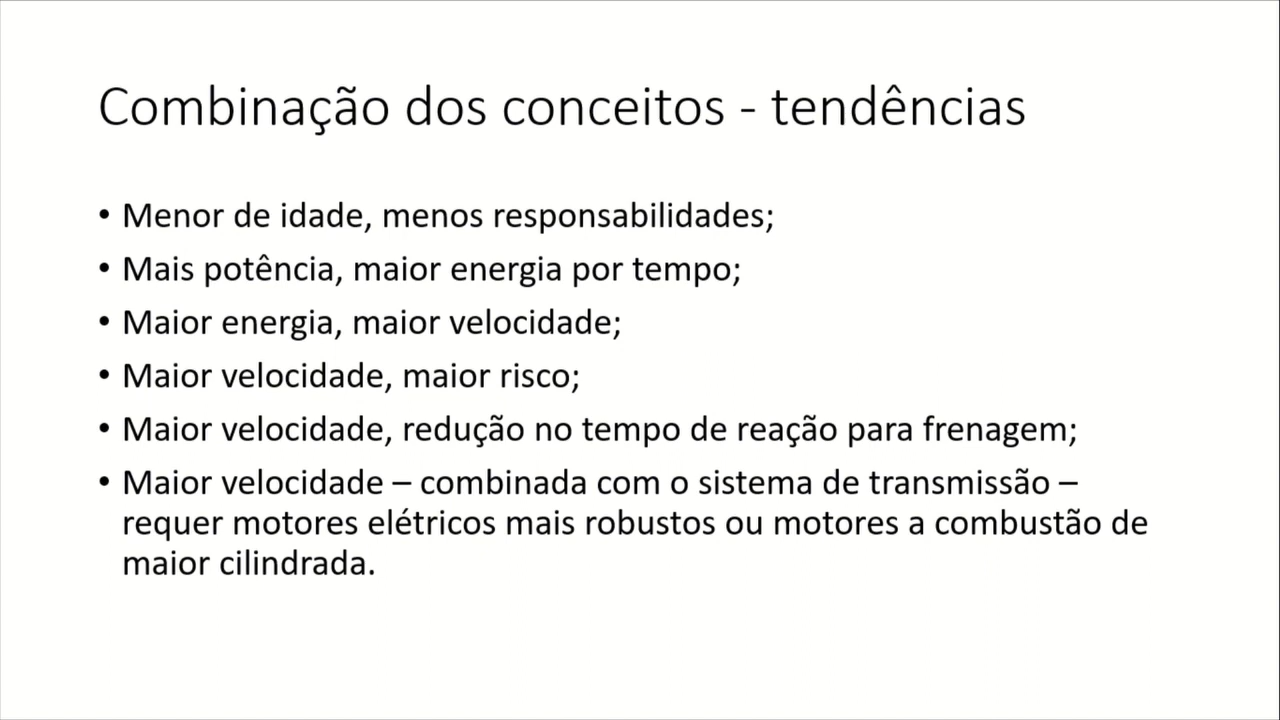 Combinação dos conceitos - tendências
• Menor de idade, menos responsabilidades;
• Mais potência, maior energia por tempo;
• Maior energia, maior velocidade;
• Maior velocidade, maior risco;
• Maior velocidade, redução no tempo de reação para frenagem;
• Maior velocidade – combinada com o sistema de transmissão –
requer motores elétricos mais robustos ou motores a combustão de
maior cilindrada.